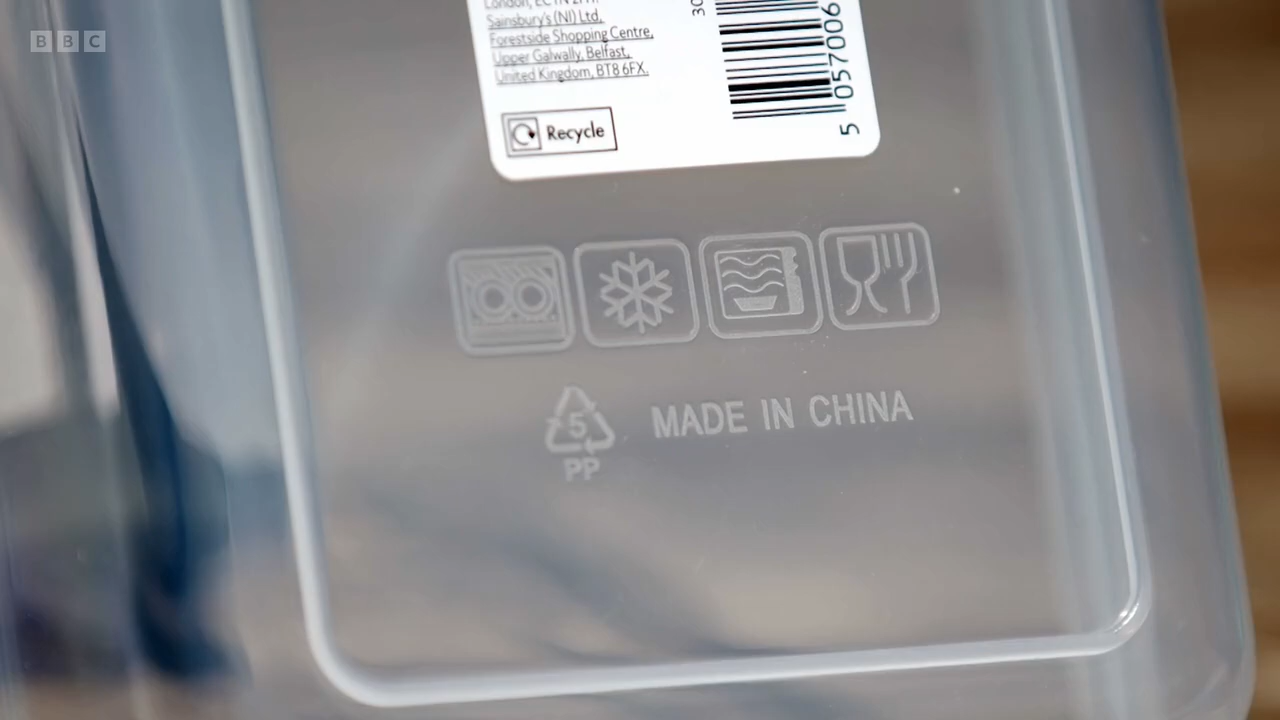 BBC
Sainsbury's (NI) Ltd,
Forestside Shopping Centre,
Upper Galwally, Belfast,
United Kingdom, BT8 6FX.
Recycle
30
5 057006
5
PP
MADE IN CHINA